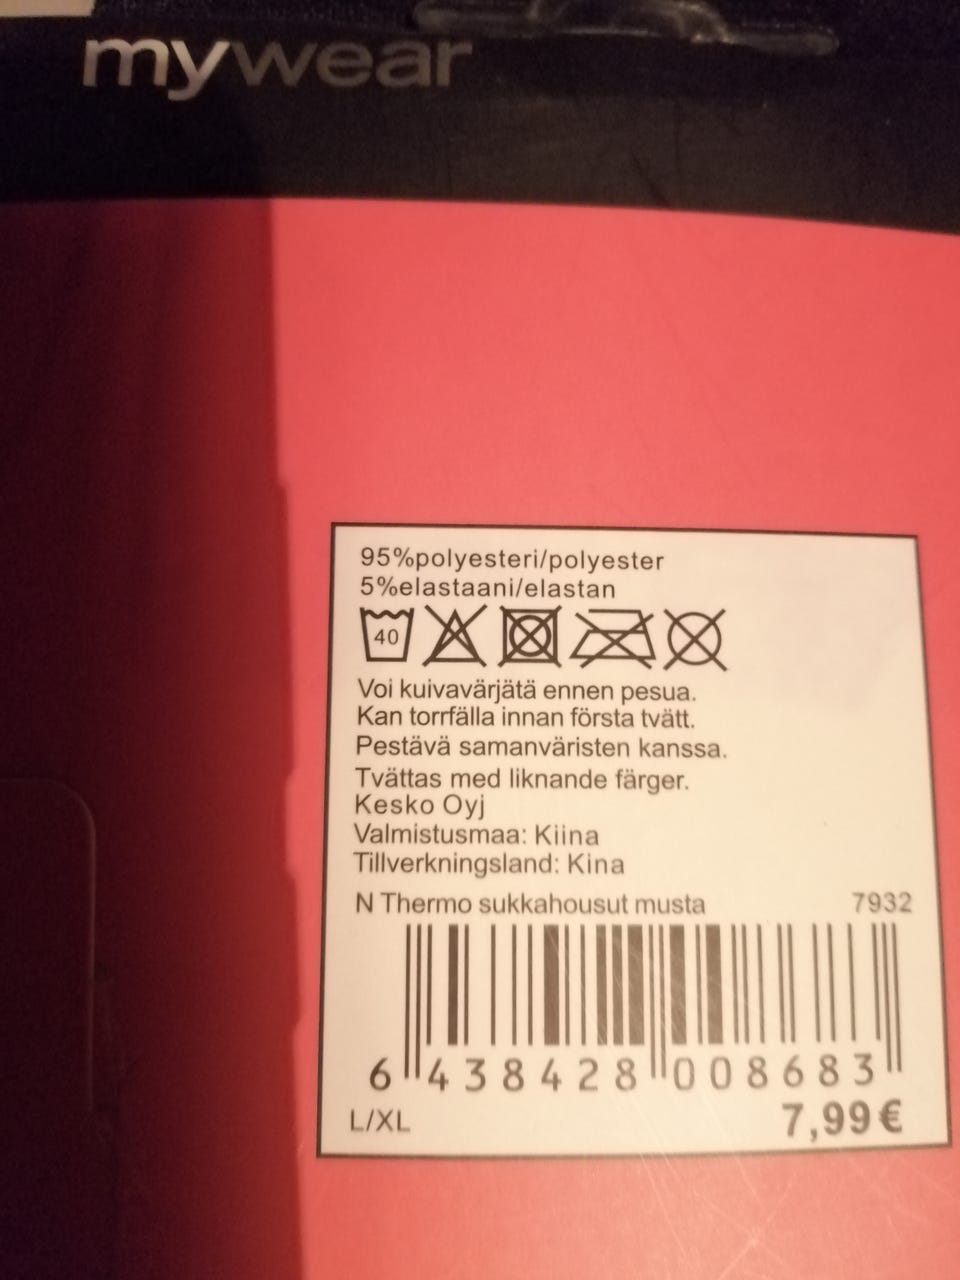 mywear
95%polyesteri/polyester
5%elastaani/elastan
40
Voi kuivavärjätä ennen pesua.
Kan torrfälla innan första tvätt.
Pestävä samanväristen kanssa.
Tvättas med liknande färger.
Kesko Oyj
Valmistusmaa: Kiina
Tillverkningsland: Kina
N Thermo sukkahousut musta 7932
6 438428 008683
L/XL 7,99€